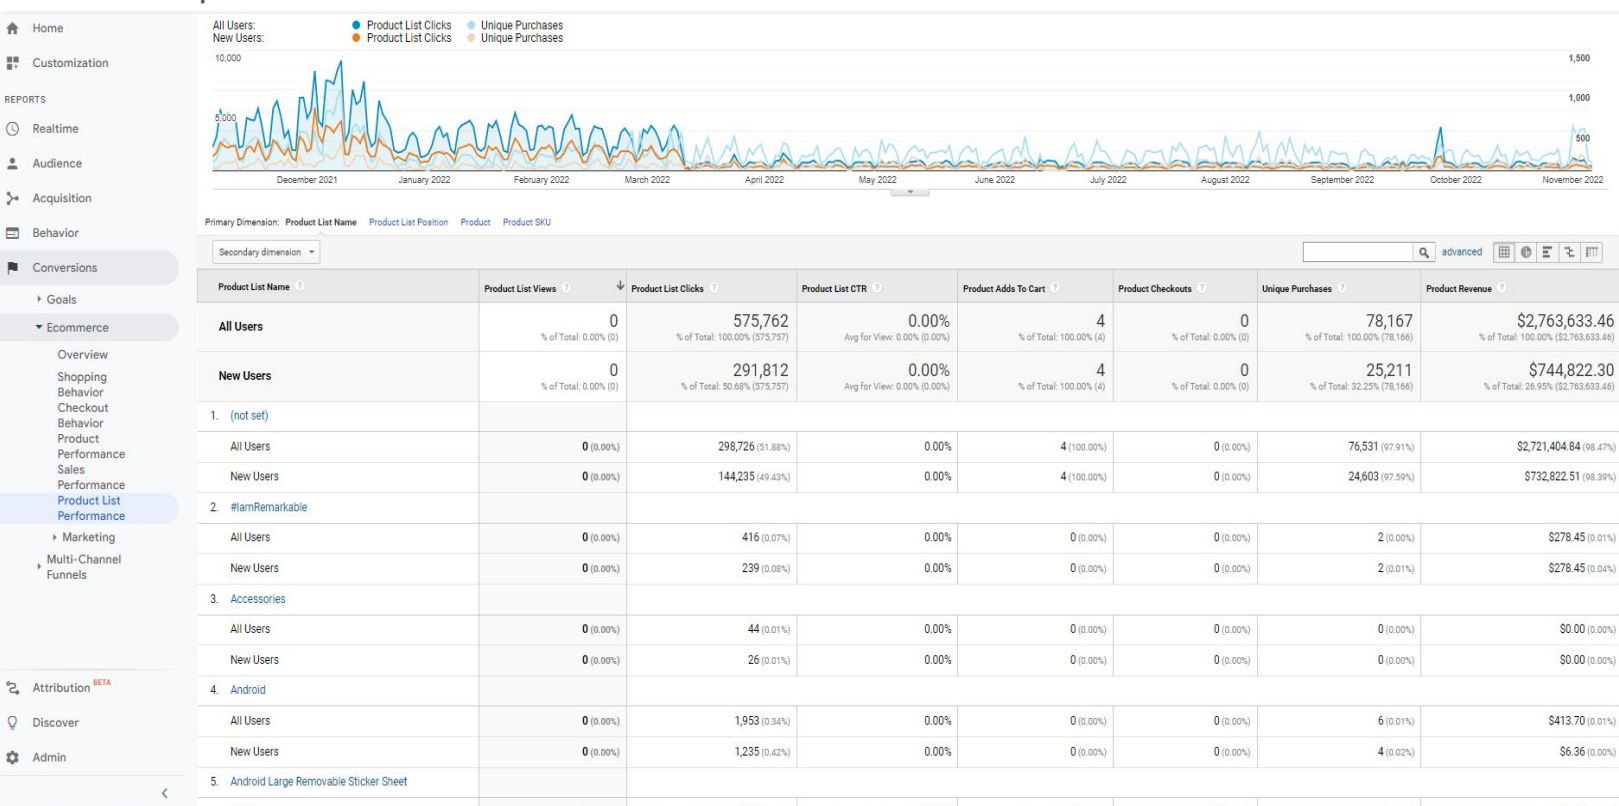 All Users: Product List Clicks Unique Purchases
New Users: Product List Clicks Unique Purchases
10,000 1,500
1,000
5,000 500
December 2021 January 2022 February 2022 March 2022 April 2022 May 2022 June 2022 July 2022 August 2022 September 2022 October 2022 November 2022
Home
Customization
REPORTS
Realtime
Audience
Acquisition
Behavior
Conversions
Goals
Ecommerce
Overview
Shopping
Behavior
Checkout
Behavior
Product
Performance
Sales
Performance
Product List
Performance
Marketing
Multi-Channel
Funnels
Attribution BETA
Discover
Admin
Primary Dimension: Product List Name Product List Position Product Product SKU
Secondary dimension advanced
Product List Name Product List Views Product List Clicks Product List CTR Product Adds To Cart Product Checkouts Unique Purchases Product Revenue
All Users 0 575,762 0.00% 4 0 78,167 $2,763,633.46
% of Total: 0.00% (0) % of Total: 100.00% (575,757) Avg for View: 0.00% (0.00%) % of Total: 100.00% (4) % of Total: 0.00% (0) % of Total: 100.00% (78,166) % of Total: 100.00% ($2,763,633.46)
New Users 0 291,812 0.00% 4 0 25,211 $744,822.30
% of Total: 0.00% (0) % of Total: 50.68% (575,757) Avg for View: 0.00% (0.00%) % of Total: 100.00% (4) % of Total: 0.00% (0) % of Total: 32.25% (78,166) % of Total: 26.95% ($2,763,633.46)
1. (not set)
All Users 0 (0.00%) 298,726 (51.88%) 0.00% 4 (100.00%) 0 (0.00%) 76,531 (97.91%) $2,721,404.84 (98.47%)
New Users 0 (0.00%) 144,235 (49.43%) 0.00% 4 (100.00%) 0 (0.00%) 24,603 (97.59%) $732,822.51 (98.39%)
2. #IamRemarkable
All Users 0 (0.00%) 416 (0.07%) 0.00% 0 (0.00%) 0 (0.00%) 2 (0.00%) $278.45 (0.01%)
New Users 0 (0.00%) 239 (0.08%) 0.00% 0 (0.00%) 0 (0.00%) 2 (0.01%) $278.45 (0.04%)
3. Accessories
All Users 0 (0.00%) 44 (0.01%) 0.00% 0 (0.00%) 0 (0.00%) 0 (0.00%) $0.00 (0.00%)
New Users 0 (0.00%) 26 (0.01%) 0.00% 0 (0.00%) 0 (0.00%) 0 (0.00%) $0.00 (0.00%)
4. Android
All Users 0 (0.00%) 1,953 (0.34%) 0.00% 0 (0.00%) 0 (0.00%) 6 (0.01%) $413.70 (0.01%)
New Users 0 (0.00%) 1,235 (0.42%) 0.00% 0 (0.00%) 0 (0.00%) 4 (0.02%) $6.36 (0.00%)
5. Android Large Removable Sticker Sheet